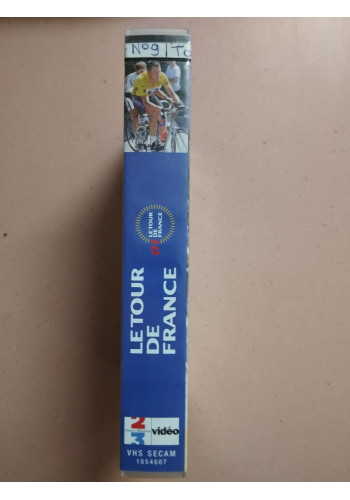 N°9/To
LE TOUR
DE
FRANCE
LE TOUR
DE
FRANCE
2
3
vidéo
VHS SECAM
1054807